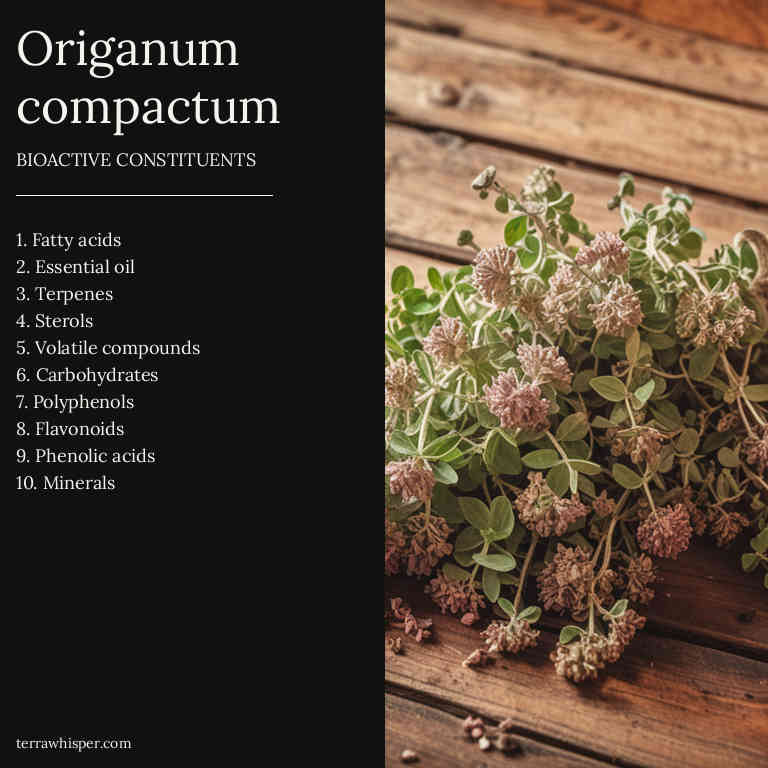 Origanum
compactum
BIOACTIVE CONSTITUENTS
1. Fatty acids
2. Essential oil
3. Terpenes
4. Sterols
5. Volatile compounds
6. Carbohydrates
7. Polyphenols
8. Flavonoids
9. Phenolic acids
10. Minerals
terrawhisper.com